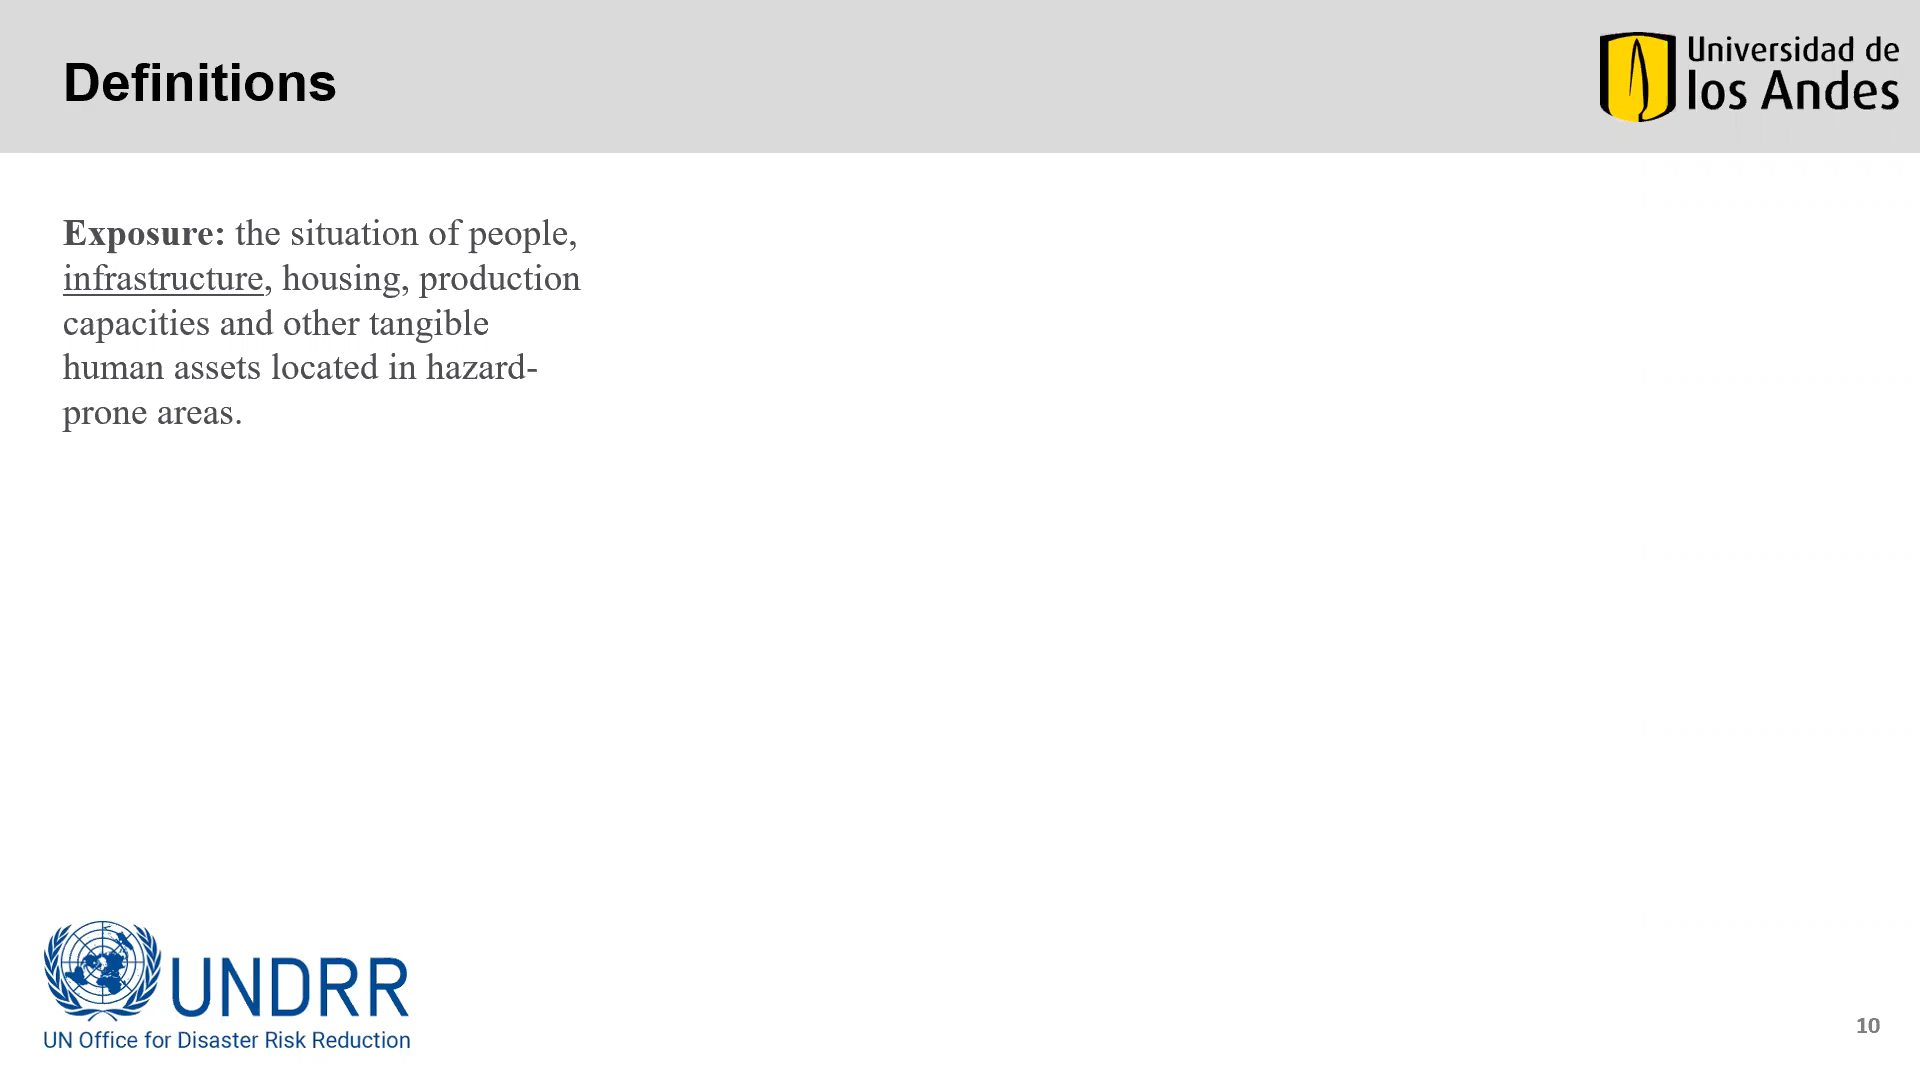 Definitions
Universidad de
los Andes
Exposure: the situation of people,
infrastructure, housing, production
capacities and other tangible
human assets located in hazard-
prone areas.
UNDRR
UN Office for Disaster Risk Reduction
10